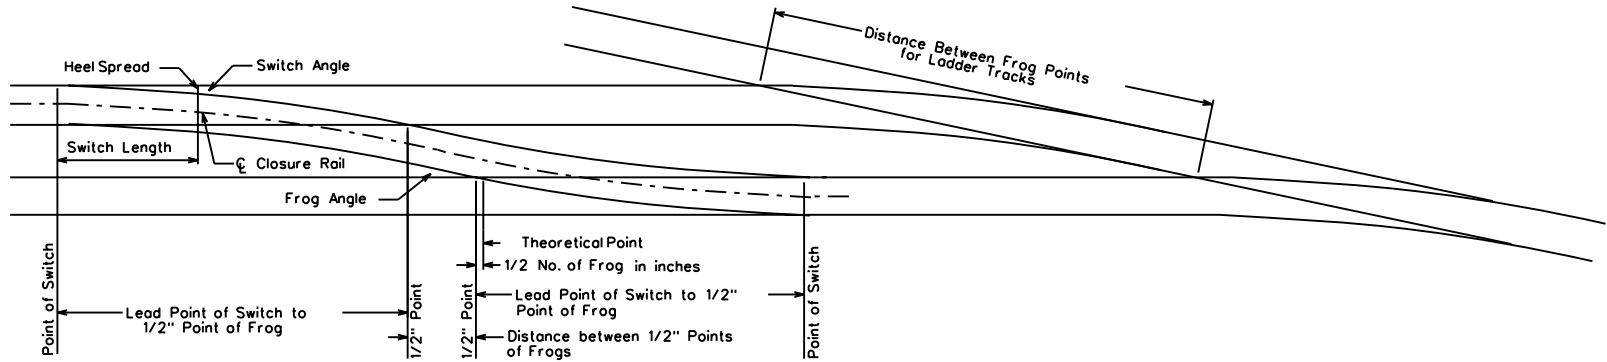 Distance Between Frog Points
for Ladder Tracks
Heel Spread
Switch Angle
Switch Length
℄ Closure Rail
Frog Angle
Theoretical Point
1/2 No. of Frog in inches
Point of Switch
Lead Point of Switch to
1/2" Point of Frog
1/2" Point
1/2" Point
Lead Point of Switch to 1/2"
Point of Frog
Distance between 1/2" Points
of Frogs
Point of Switch